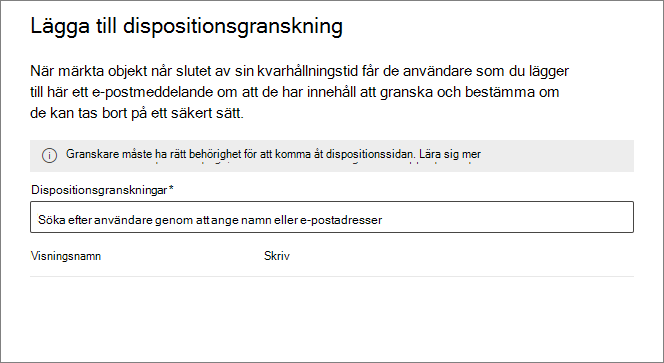 Lägga till dispositionsgranskning
När märkta objekt når slutet av sin kvarhållningstid får de användare som du lägger
till här ett e-postmeddelande om att de har innehåll att granska och bestämma om
de kan tas bort på ett säkert sätt.
Granskare måste ha rätt behörighet för att komma åt dispositionssidan. Lära sig mer
Dispositionsgranskningar*
Söka efter användare genom att ange namn eller e-postadresser
Visningsnamn Skriv